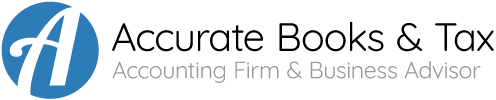 A
Accurate Books & Tax
Accounting Firm & Business Advisor